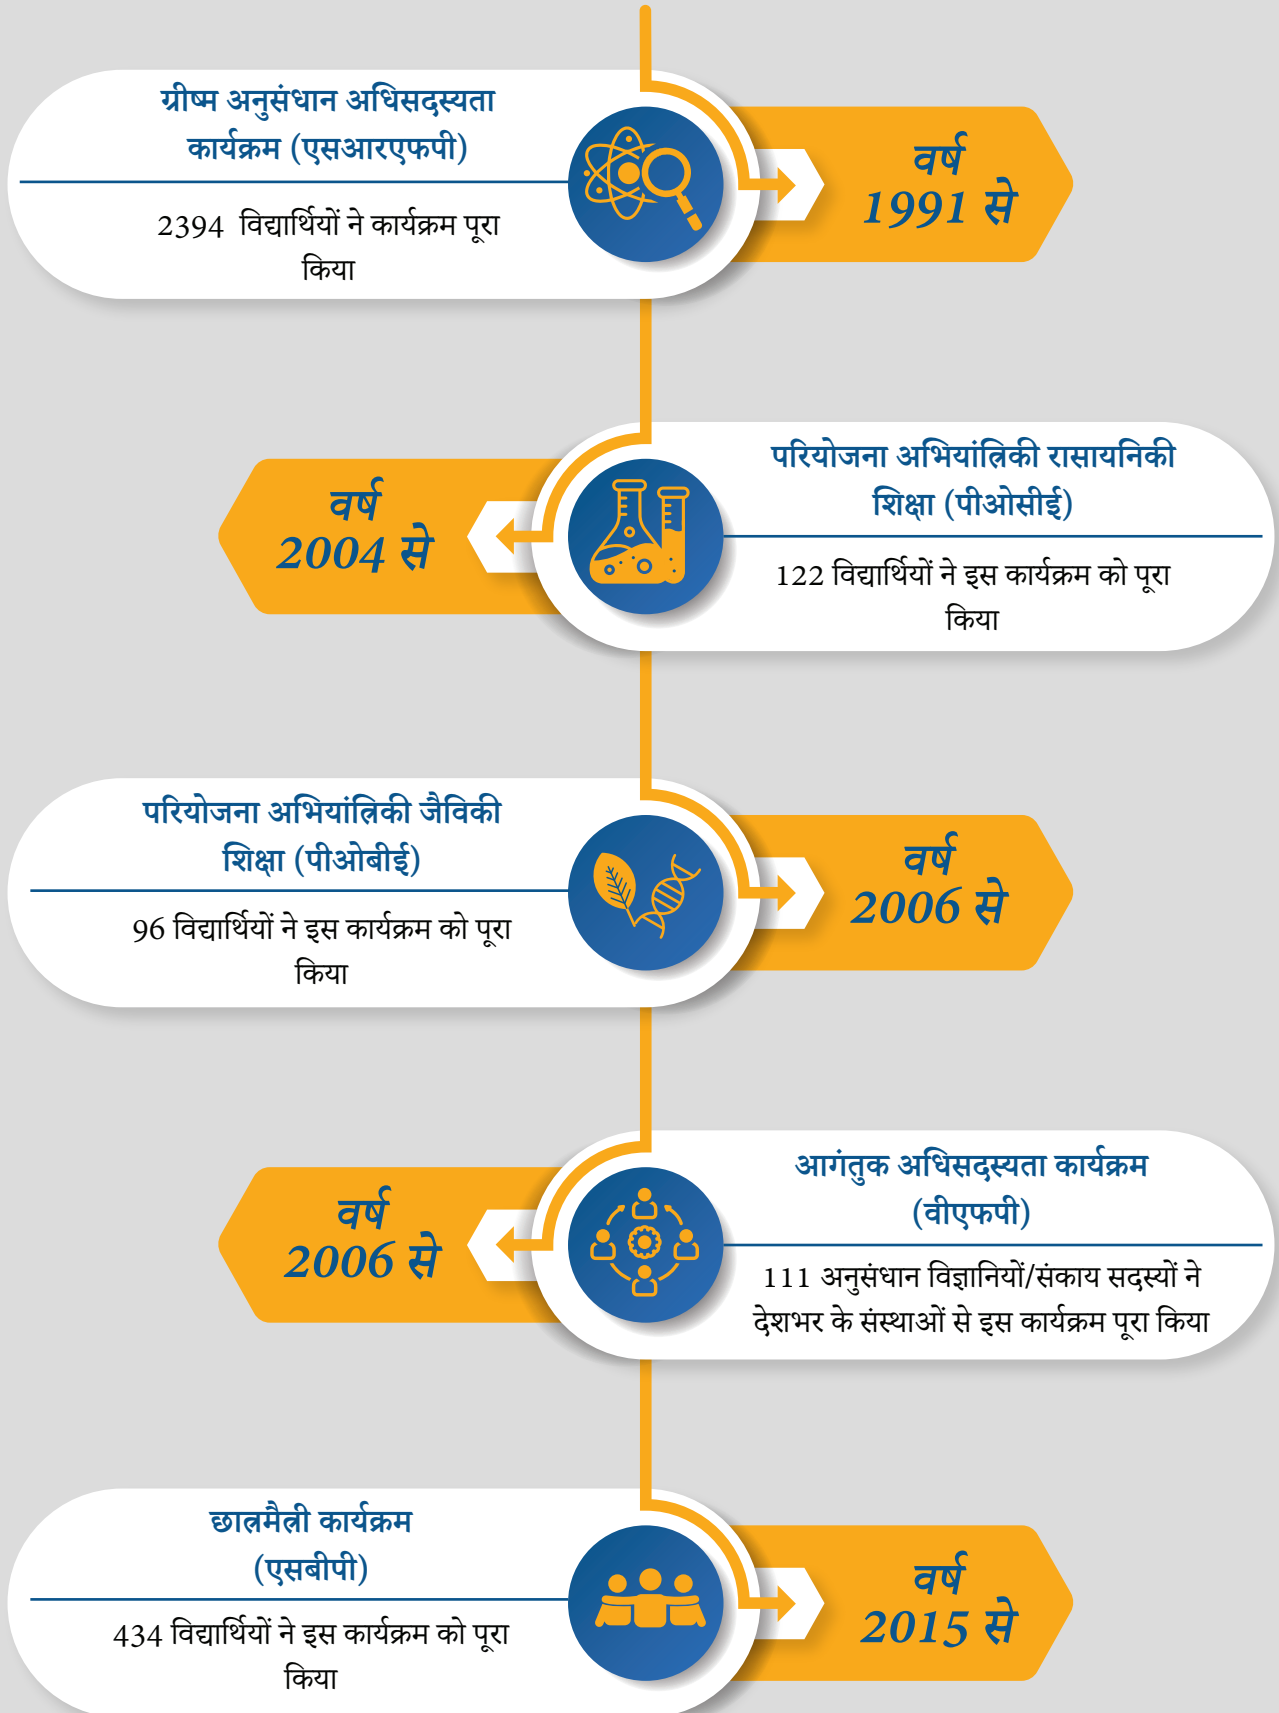 ग्रीष्म अनुसंधान अधिसदस्यता
कार्यक्रम (एसआरएफपी)
2394 विद्यार्थियों ने कार्यक्रम पूरा
किया
वर्ष
1991 से
परियोजना अभियांत्रिकी रासायनिकी
शिक्षा (पीओसीई)
122 विद्यार्थियों ने इस कार्यक्रम को पूरा
किया
वर्ष
2004 से
परियोजना अभियांत्रिकी जैविकी
शिक्षा (पीओबीई)
96 विद्यार्थियों ने इस कार्यक्रम को पूरा
किया
वर्ष
2006 से
आगंतुक अधिसदस्यता कार्यक्रम
(वीएफपी)
111 अनुसंधान विज्ञानियों/संकाय सदस्यों ने
देशभर के संस्थाओं से इस कार्यक्रम पूरा किया
वर्ष
2006 से
छात्रमैत्री कार्यक्रम
(एसबीपी)
434 विद्यार्थियों ने इस कार्यक्रम को पूरा
किया
वर्ष
2015 से